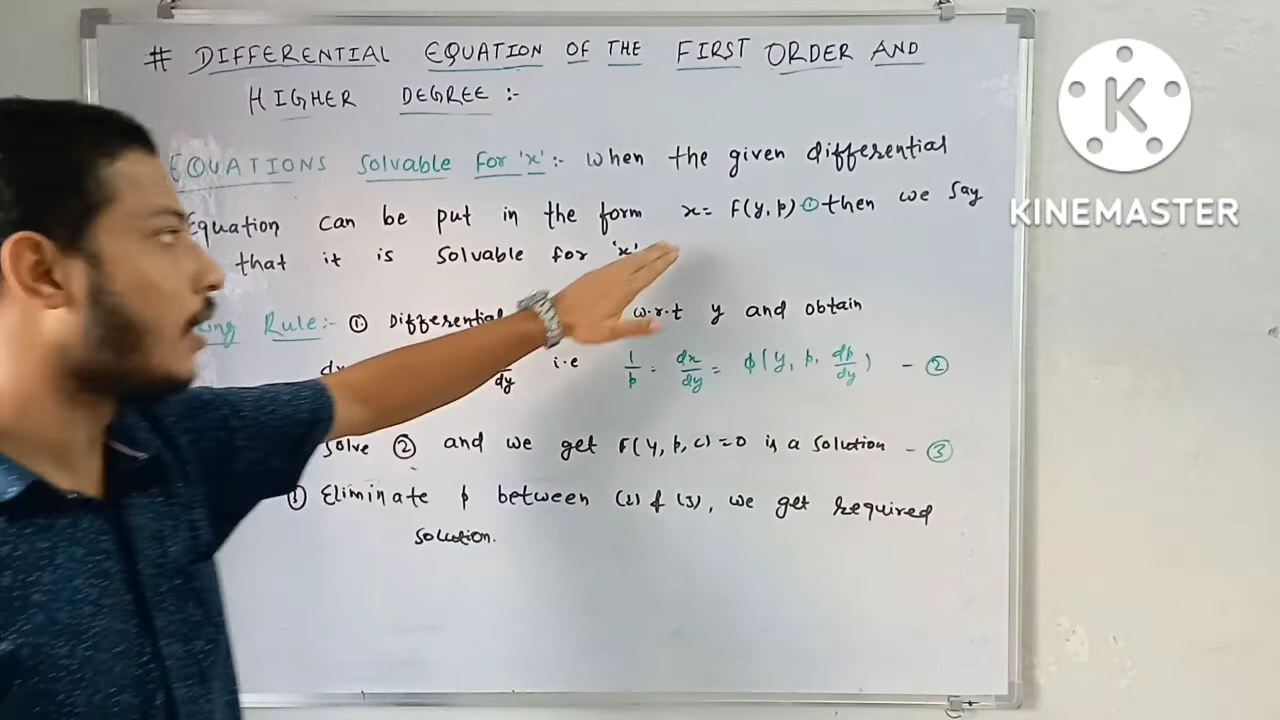 # DIFFERENTIAL EQUATION OF THE FIRST ORDER AND
HIGHER DEGREE :-
EQUATIONS Solvable For 'x' :- When the given differential
Equation can be put in the form x = F(y, p) ① then we say
that it is solvable for 'x'
Rule :- ① Differential w.r.t y and obtain
dy i.e 1/p = dx/dy = φ(y, p, dp/dy) - ②
Solve ② and we get F(y, p, c) = 0 is a solution - ③
Eliminate p between (2) & (3), we get required
solution.
K
KINEMASTER